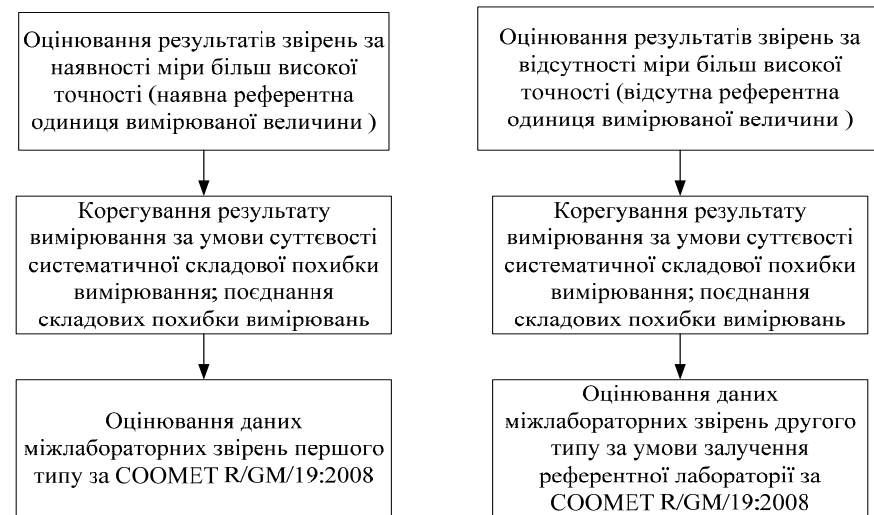 Оцінювання результатів звірень за
наявності міри більш високої
точності (наявна референтна
одиниця вимірюваної величини )
Корегування результату
вимірювання за умови суттєвості
систематичної складової похибки
вимірювання; поєднання
складових похибки вимірювань
Оцінювання даних
міжлабораторних звірень першого
типу за COOMET R/GM/19:2008
Оцінювання результатів звірень за
відсутності міри більш високої
точності (відсутна референтна
одиниця вимірюваної величини )
Корегування результату
вимірювання за умови суттєвості
систематичної складової похибки
вимірювання; поєднання
складових похибки вимірювань
Оцінювання даних
міжлабораторних звірень другого
типу за умови залучення
референтної лабораторії за
COOMET R/GM/19:2008